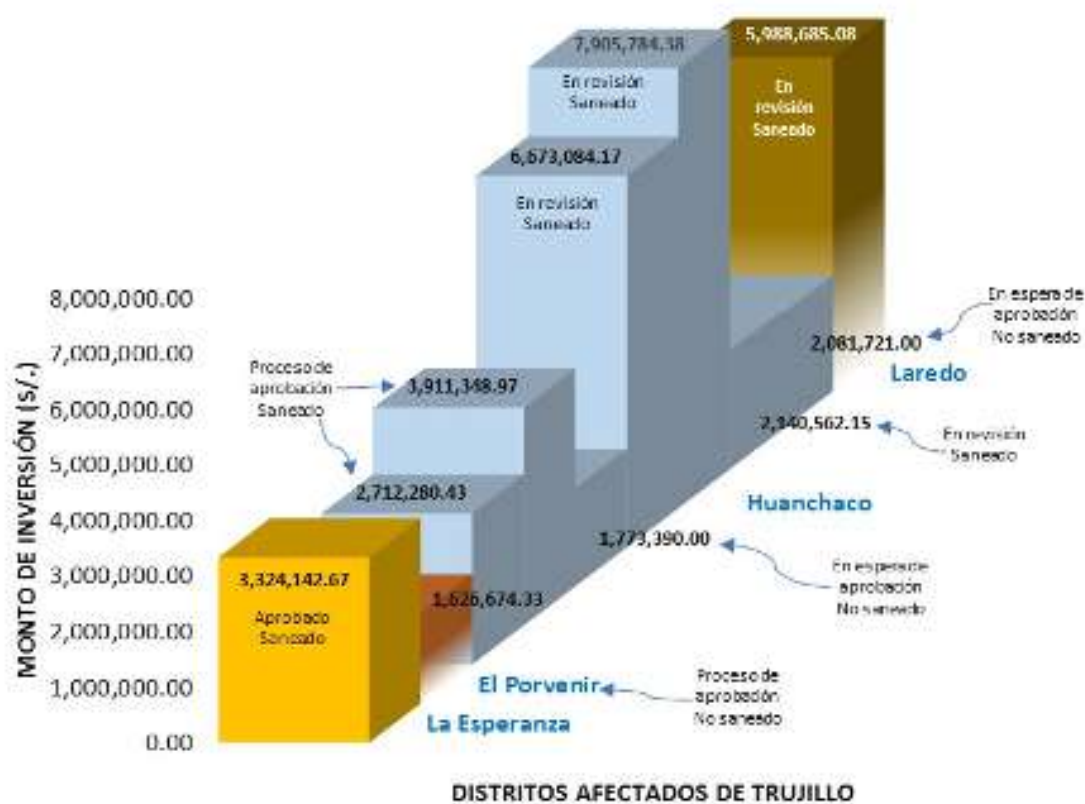 MONTO DE INVERSIÓN (S/.)
8,000,000.00
7,000,000.00
6,000,000.00
5,000,000.00
4,000,000.00
3,000,000.00
2,000,000.00
1,000,000.00
0.00
7,905,784.38
En revisión
Saneado
5,988,685.08
En
revisión
Saneado
6,673,084.17
En revisión
Saneado
En espera de
aprobación
No saneado
2,081,721.00
Laredo
Proceso de
aprobación
Saneado
3,911,348.97
2,140,562.15
En revisión
Saneado
2,712,280.43
Huanchaco
1,773,390.00
En espera de
aprobación
No saneado
3,324,142.67
Aprobado
Saneado
1,626,674.33
El Porvenir
Proceso de
aprobación
No saneado
La Esperanza
DISTRITOS AFECTADOS DE TRUJILLO